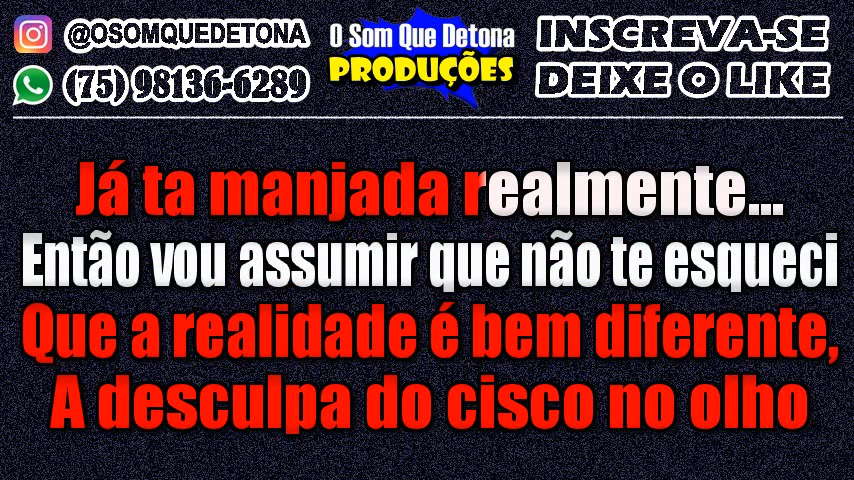 @OSOMQUEDETONA
(75) 98136-6289
O Som Que Detona
PRODUÇÕES
INSCREVA-SE
DEIXE O LIKE
Já ta manjada realmente...
Então vou assumir que não te esqueci
Que a realidade é bem diferente,
A desculpa do cisco no olho